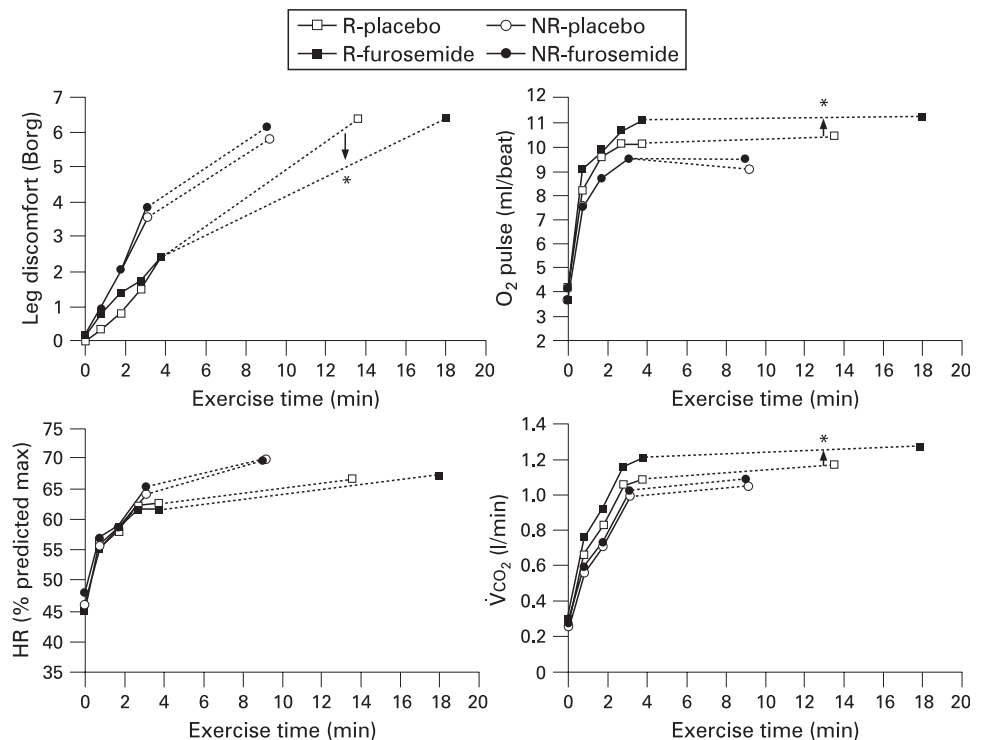 R-placebo NR-placebo
R-furosemide NR-furosemide
7
6
5
4
3
2
1
0
Leg discomfort (Borg)
*
0 2 4 6 8 10 12 14 16 18 20
Exercise time (min)
12
11
10
9
8
7
6
5
4
3
2
O2 pulse (ml/beat)
*
0 2 4 6 8 10 12 14 16 18 20
Exercise time (min)
75
70
65
60
55
50
45
40
35
HR (% predicted max)
0 2 4 6 8 10 12 14 16 18 20
Exercise time (min)
1.4
1.2
1.0
0.8
0.6
0.4
0.2
0
V̇CO2 (l/min)
*
0 2 4 6 8 10 12 14 16 18 20
Exercise time (min)